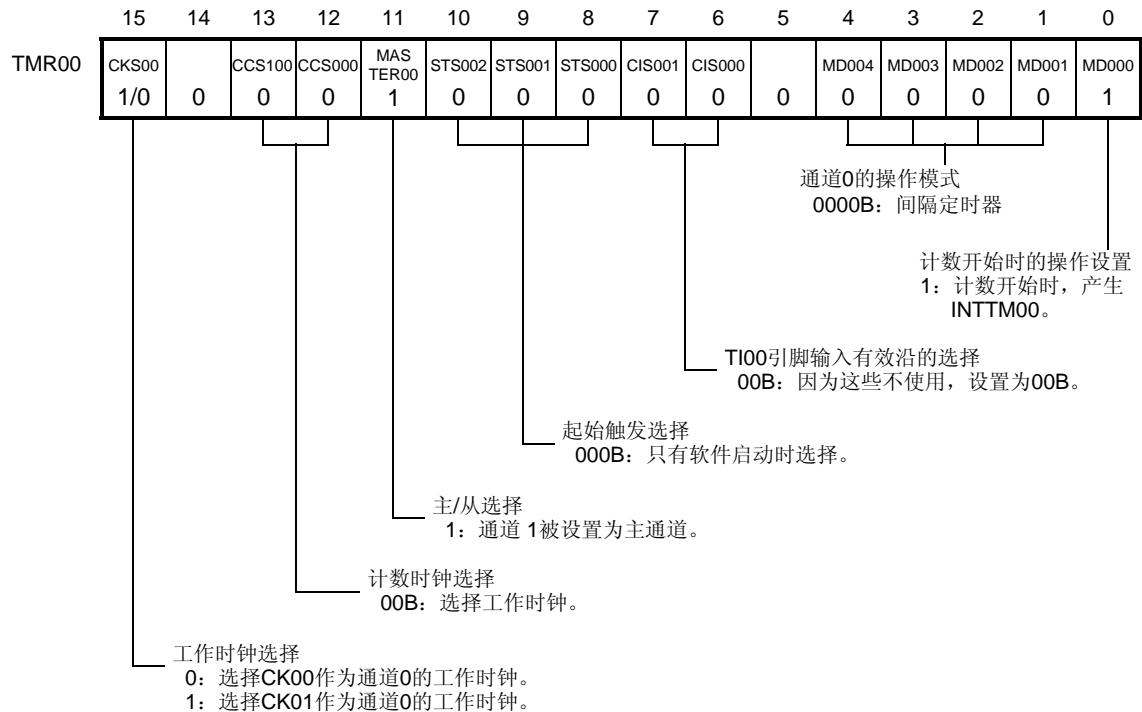 15 14 13 12 11 10 9 8 7 6 5 4 3 2 1 0
TMR00 CKS00 CCS100 CCS000 MAS TER00 STS002 STS001 STS000 CIS001 CIS000 MD004 MD003 MD002 MD001 MD000
1/0 0 0 0 1 0 0 0 0 0 0 0 0 0 0 1
通道0的操作模式
0000B：间隔定时器
计数开始时的操作设置
1：计数开始时，产生
INTTM00。
TI00引脚输入有效沿的选择
00B：因为这些不使用，设置为00B。
起始触发选择
000B：只有软件启动时选择。
主/从选择
1：通道 1被设置为主通道。
计数时钟选择
00B：选择工作时钟。
工作时钟选择
0：选择CK00作为通道0的工作时钟。
1：选择CK01作为通道0的工作时钟。